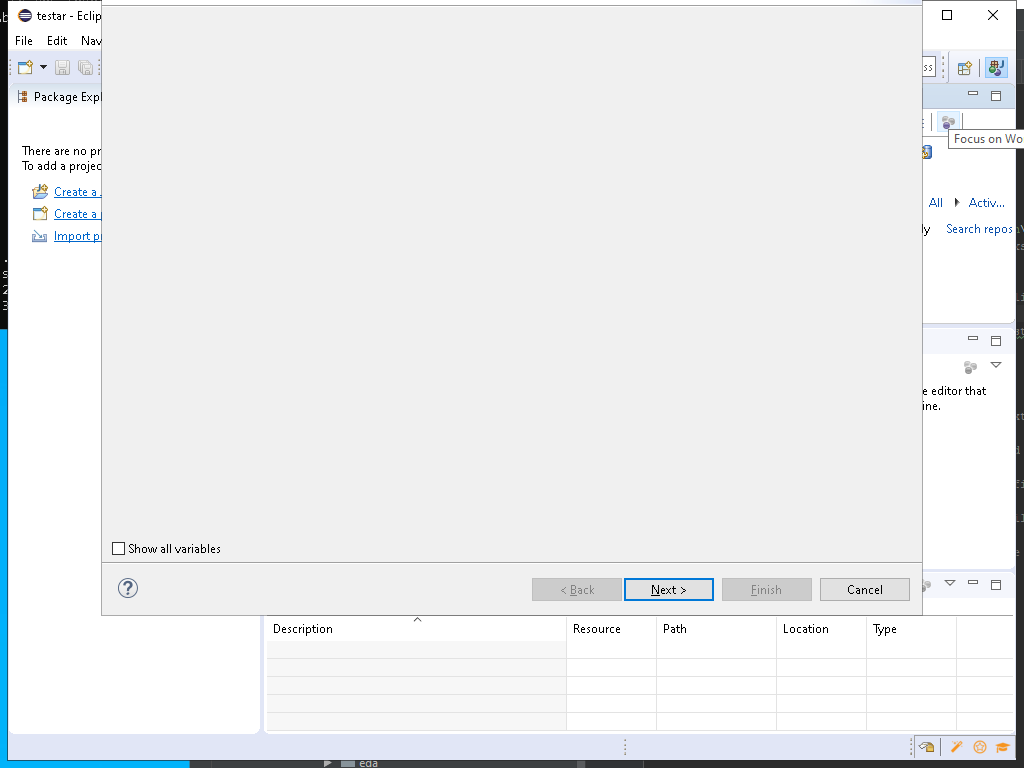 testar - Eclip
File Edit Nav
Package Expl
There are no pr
To add a projec
Create a
Create a
Import pr
Focus on Wo
All Activ...
ly Search repos
e editor that
ine.
Show all variables
< Back Next > Finish Cancel
Description Resource Path Location Type
eda